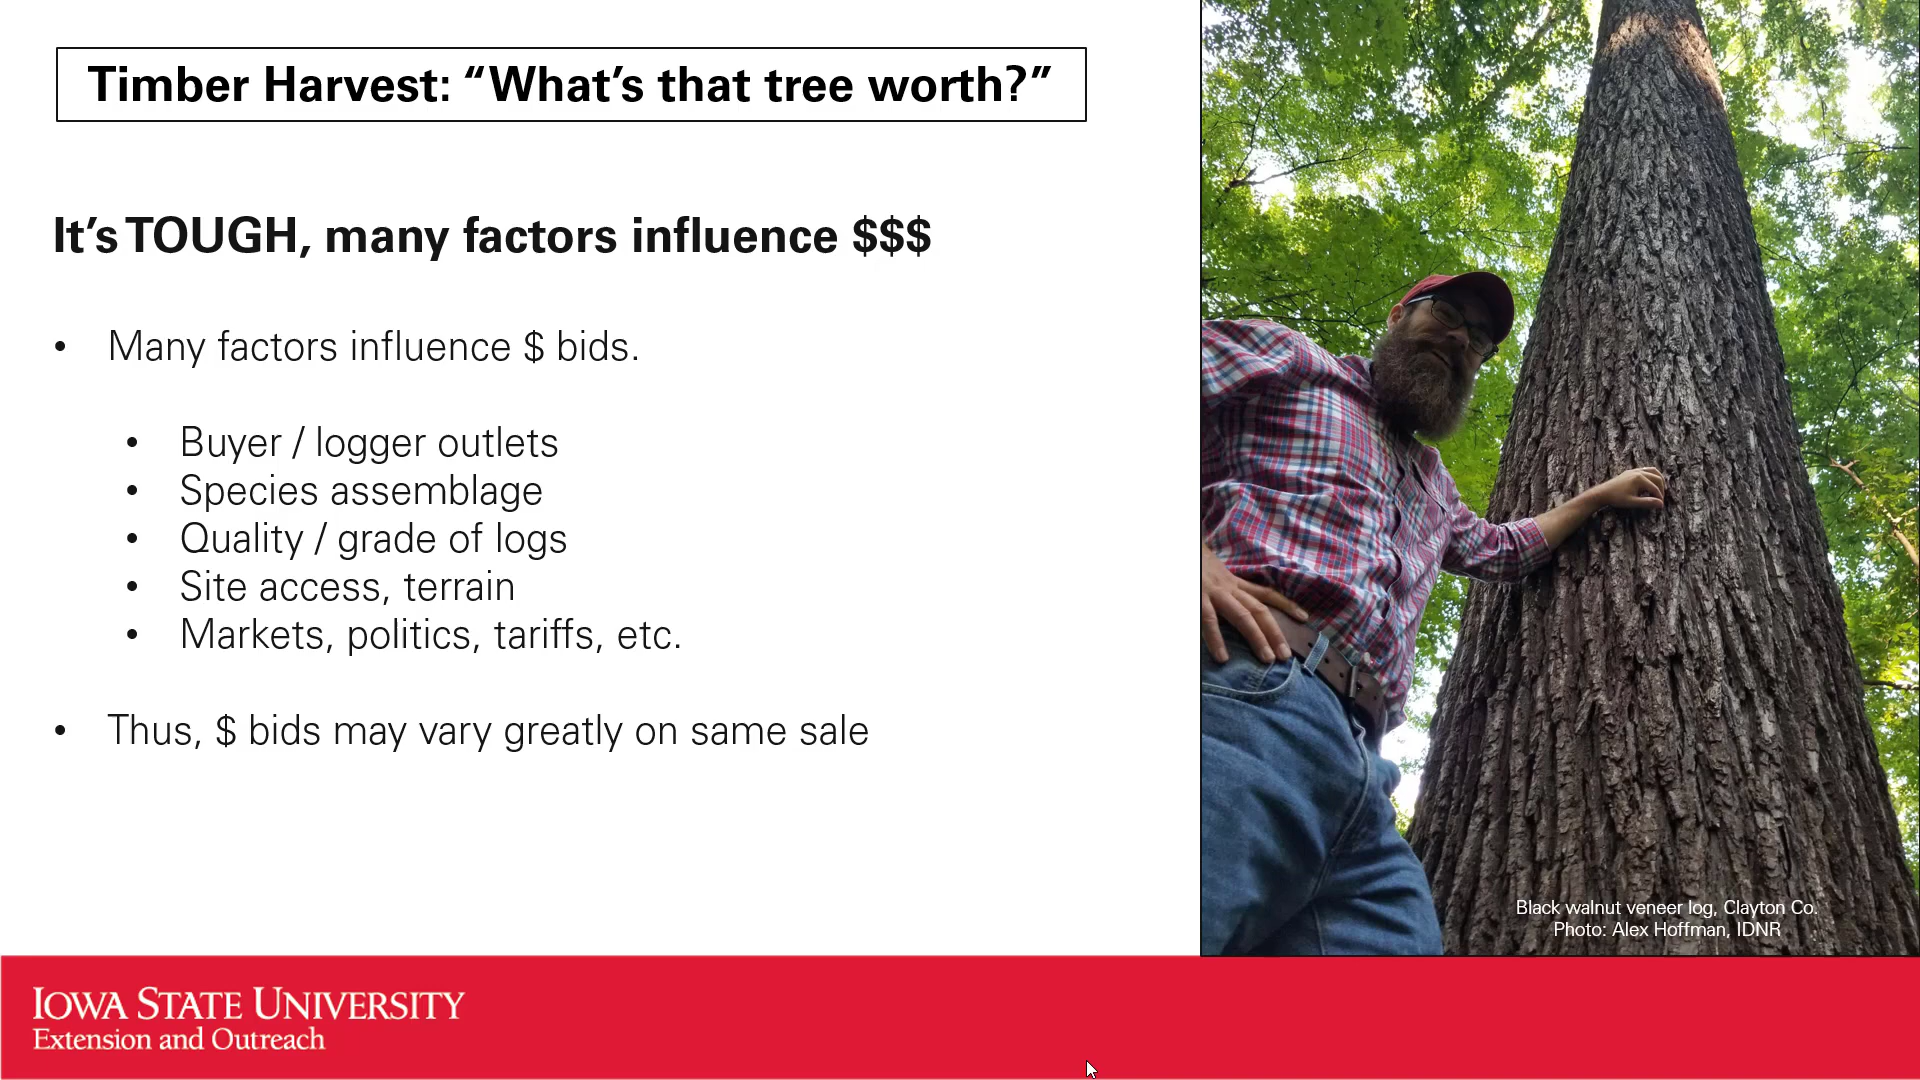 Timber Harvest: “What’s that tree worth?”
It’s TOUGH, many factors influence $$$
• Many factors influence $ bids.
• Buyer / logger outlets
• Species assemblage
• Quality / grade of logs
• Site access, terrain
• Markets, politics, tariffs, etc.
• Thus, $ bids may vary greatly on same sale
Black walnut veneer log, Clayton Co.
Photo: Alex Hoffman, IDNR
IOWA STATE UNIVERSITY
Extension and Outreach